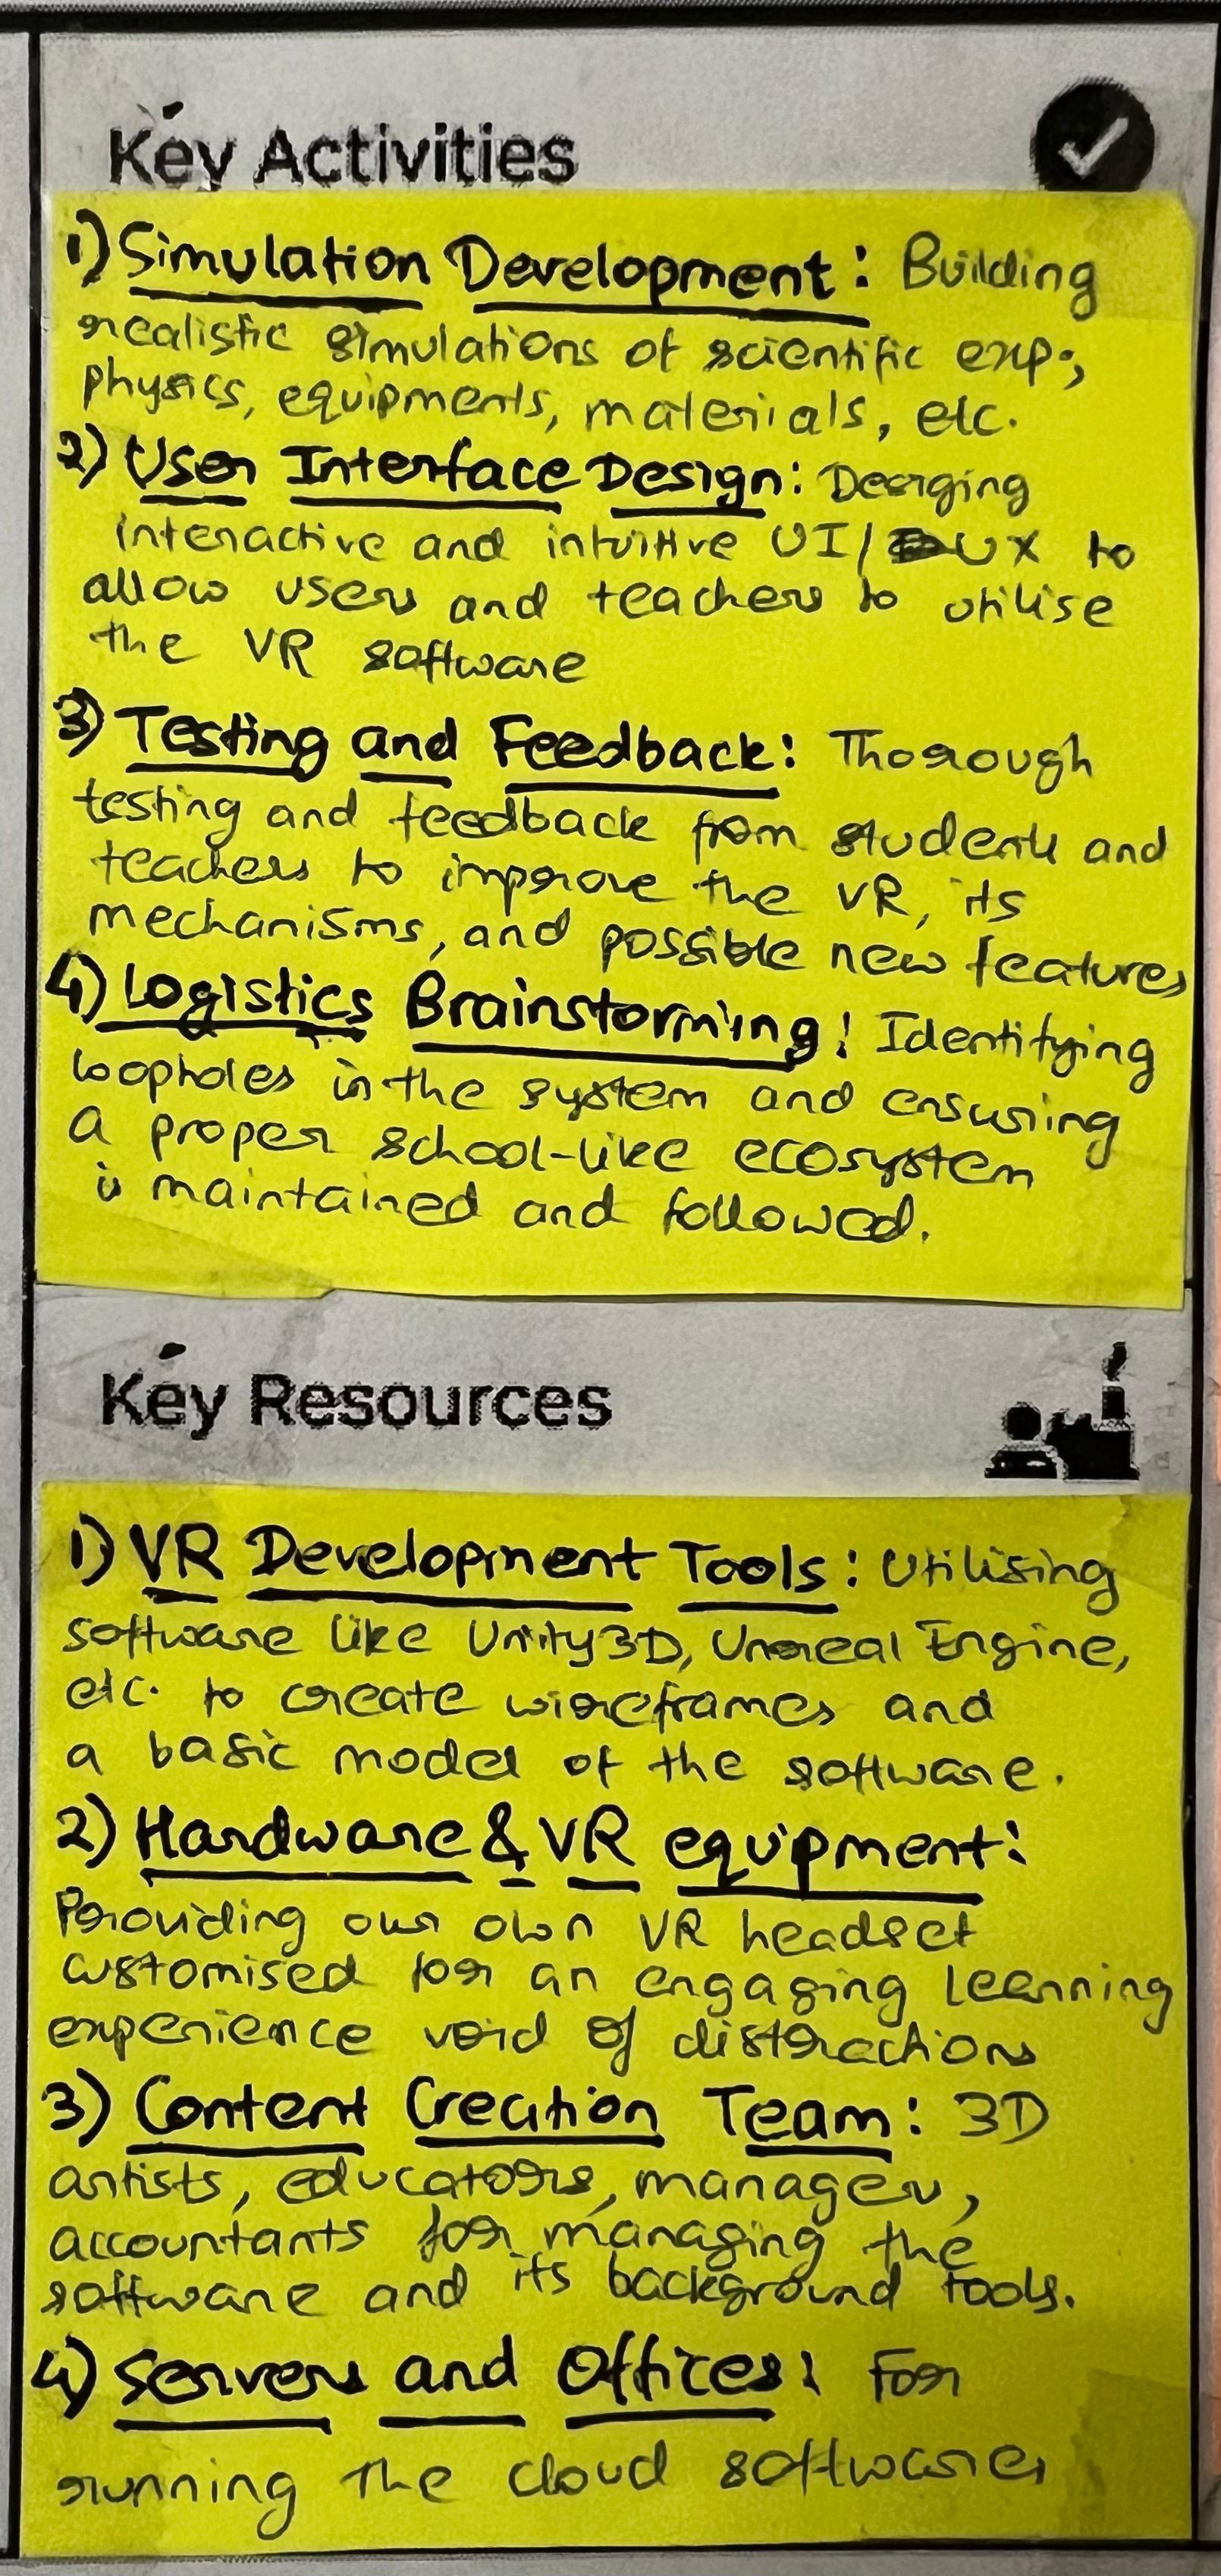 Key Activities
1) Simulation Development: Building
realistic simulations of scientific exp.,
physics, equipments, materials, etc.
2) User Interface Design: Desiging
interactive and intuitive UI/UX to
allow users and teachers to utilise
the VR software
3) Testing and Feedback: Thorough
testing and feedback from students and
teachers to improve the VR, its
mechanisms, and possible new features
4) Logistics Brainstorming: Identifying
loopholes in the system and ensuring
a proper school-like ecosystem
is maintained and followed.
Key Resources
1) VR Development Tools: Utilising
software like Unity3D, Unreal Engine,
etc. to create wireframes and
a basic model of the software.
2) Hardware & VR equipment:
Providing our own VR headset
customised for an engaging learning
experience void of distractions
3) Content Creation Team: 3D
artists, educators, managers,
accountants for managing the
software and its background tools.
4) Servers and Offices: For
running the cloud softwares